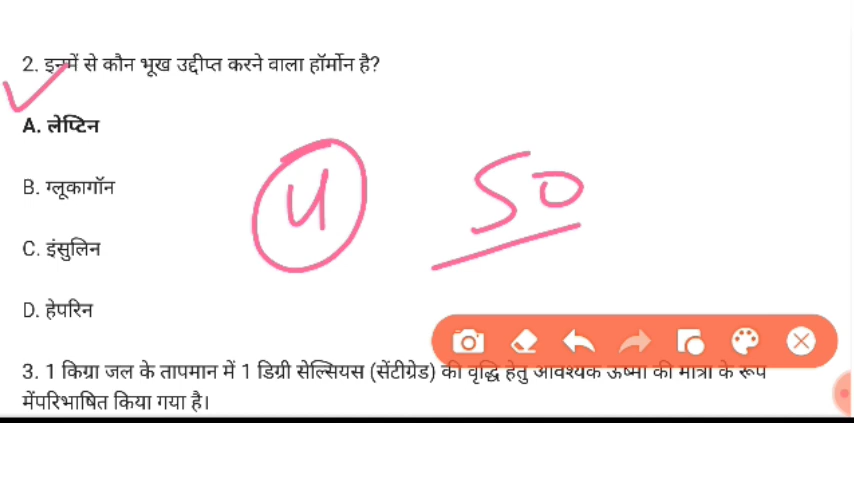 2. इनमें से कौन भूख उद्दीप्त करने वाला हॉर्मोन है?
A. लेप्टिन
B. ग्लूकागॉन
4 50
C. इंसुलिन
D. हेपरिन
3. 1 किग्रा जल के तापमान में 1 डिग्री सेल्सियस (सेंटीग्रेड) की वृद्धि हेतु आवश्यक ऊष्मा की मात्रा के रूप
मेंपरिभाषित किया गया है।